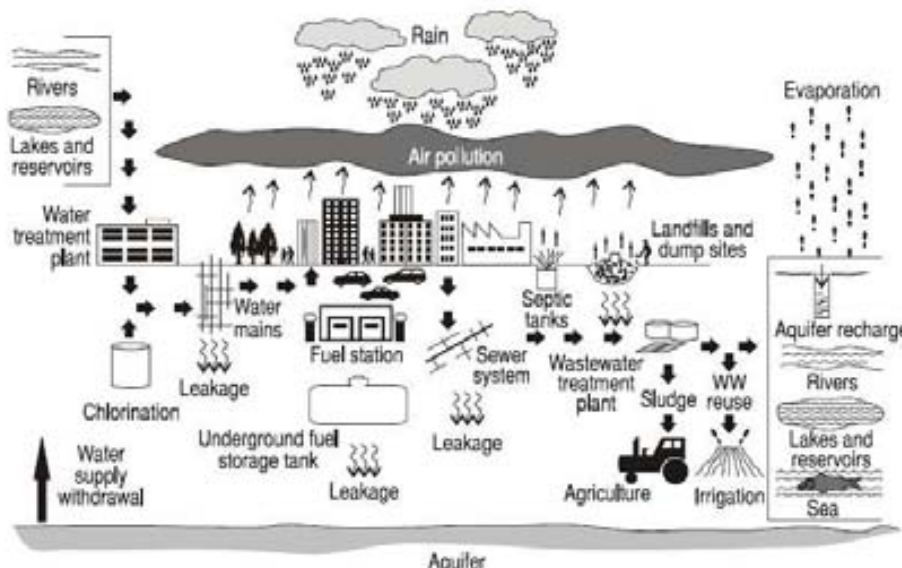 Rain
Rivers
Lakes and
reservoirs
Evaporation
Air pollution
Water
treatment
plant
Landfills and
dump sites
Water
mains
Septic
tanks
Fuel station
Sewer
system
Wastewater
treatment
plant
Aquifer recharge
Leakage
Chlorination
Sludge
WW
reuse
Rivers
Underground fuel
storage tank
Leakage
Lakes and
reservoirs
Water
supply
withdrawal
Leakage
Agriculture
Irrigation
Sea
Aquifer